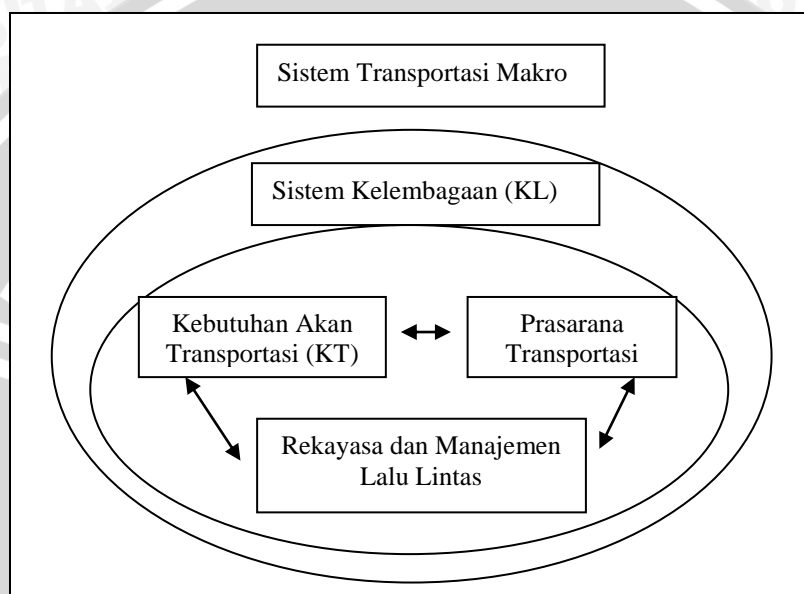 Sistem Transportasi Makro
Sistem Kelembagaan (KL)
Kebutuhan Akan
Transportasi (KT)
Prasarana
Transportasi
Rekayasa dan Manajemen
Lalu Lintas